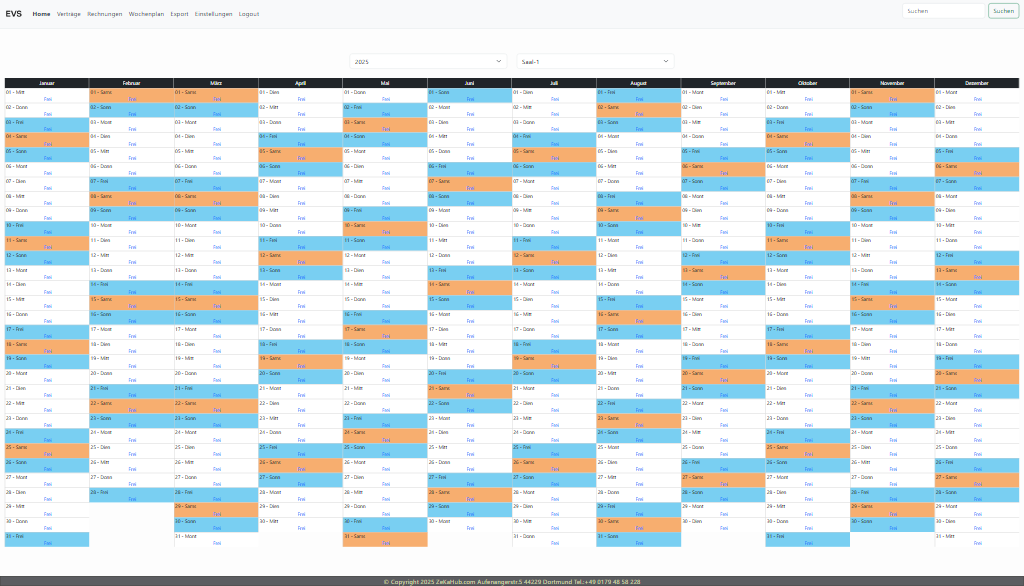 EVS Home Verträge Rechnungen Wochenplan Export Einstellungen Logout Suchen Suchen
2025 Saal-1
Januar Februar März April Mai Juni Juli August September Oktober November Dezember
01 - Mitt 01 - Sams 01 - Sams 01 - Dien 01 - Donn 01 - Sonn 01 - Dien 01 - Frei 01 - Mont 01 - Mitt 01 - Sams 01 - Mont
Frei Frei Frei Frei Frei Frei Frei Frei Frei Frei Frei Frei
02 - Donn 02 - Sonn 02 - Sonn 02 - Mitt 02 - Frei 02 - Mont 02 - Mitt 02 - Sams 02 - Dien 02 - Donn 02 - Sonn 02 - Dien
Frei Frei Frei Frei Frei Frei Frei Frei Frei Frei Frei Frei
03 - Frei 03 - Mont 03 - Mont 03 - Donn 03 - Sams 03 - Dien 03 - Donn 03 - Sonn 03 - Mitt 03 - Frei 03 - Mont 03 - Mitt
Frei Frei Frei Frei Frei Frei Frei Frei Frei Frei Frei Frei
04 - Sams 04 - Dien 04 - Dien 04 - Frei 04 - Sonn 04 - Mitt 04 - Frei 04 - Mont 04 - Donn 04 - Sams 04 - Dien 04 - Donn
Frei Frei Frei Frei Frei Frei Frei Frei Frei Frei Frei Frei
05 - Sonn 05 - Mitt 05 - Mitt 05 - Sams 05 - Mont 05 - Donn 05 - Sams 05 - Dien 05 - Frei 05 - Sonn 05 - Mitt 05 - Frei
Frei Frei Frei Frei Frei Frei Frei Frei Frei Frei Frei Frei
06 - Mont 06 - Donn 06 - Donn 06 - Sonn 06 - Dien 06 - Frei 06 - Sonn 06 - Mitt 06 - Sams 06 - Mont 06 - Donn 06 - Sams
Frei Frei Frei Frei Frei Frei Frei Frei Frei Frei Frei Frei
07 - Dien 07 - Frei 07 - Frei 07 - Mont 07 - Mitt 07 - Sams 07 - Mont 07 - Donn 07 - Sonn 07 - Dien 07 - Frei 07 - Sonn
Frei Frei Frei Frei Frei Frei Frei Frei Frei Frei Frei Frei
08 - Mitt 08 - Sams 08 - Sams 08 - Dien 08 - Donn 08 - Sonn 08 - Dien 08 - Frei 08 - Mont 08 - Mitt 08 - Sams 08 - Mont
Frei Frei Frei Frei Frei Frei Frei Frei Frei Frei Frei Frei
09 - Donn 09 - Sonn 09 - Sonn 09 - Mitt 09 - Frei 09 - Mont 09 - Mitt 09 - Sams 09 - Dien 09 - Donn 09 - Sonn 09 - Dien
Frei Frei Frei Frei Frei Frei Frei Frei Frei Frei Frei Frei
10 - Frei 10 - Mont 10 - Mont 10 - Donn 10 - Sams 10 - Dien 10 - Donn 10 - Sonn 10 - Mitt 10 - Frei 10 - Mont 10 - Mitt
Frei Frei Frei Frei Frei Frei Frei Frei Frei Frei Frei Frei
11 - Sams 11 - Dien 11 - Dien 11 - Frei 11 - Sonn 11 - Mitt 11 - Frei 11 - Mont 11 - Donn 11 - Sams 11 - Dien 11 - Donn
Frei Frei Frei Frei Frei Frei Frei Frei Frei Frei Frei Frei
12 - Sonn 12 - Mitt 12 - Mitt 12 - Sams 12 - Mont 12 - Donn 12 - Sams 12 - Dien 12 - Frei 12 - Sonn 12 - Mitt 12 - Frei
Frei Frei Frei Frei Frei Frei Frei Frei Frei Frei Frei Frei
13 - Mont 13 - Donn 13 - Donn 13 - Sonn 13 - Dien 13 - Frei 13 - Sonn 13 - Mitt 13 - Sams 13 - Mont 13 - Donn 13 - Sams
Frei Frei Frei Frei Frei Frei Frei Frei Frei Frei Frei Frei
14 - Dien 14 - Frei 14 - Frei 14 - Mont 14 - Mitt 14 - Sams 14 - Mont 14 - Donn 14 - Sonn 14 - Dien 14 - Frei 14 - Sonn
Frei Frei Frei Frei Frei Frei Frei Frei Frei Frei Frei Frei
15 - Mitt 15 - Sams 15 - Sams 15 - Dien 15 - Donn 15 - Sonn 15 - Dien 15 - Frei 15 - Mont 15 - Mitt 15 - Sams 15 - Mont
Frei Frei Frei Frei Frei Frei Frei Frei Frei Frei Frei Frei
16 - Donn 16 - Sonn 16 - Sonn 16 - Mitt 16 - Frei 16 - Mont 16 - Mitt 16 - Sams 16 - Dien 16 - Donn 16 - Sonn 16 - Dien
Frei Frei Frei Frei Frei Frei Frei Frei Frei Frei Frei Frei
17 - Frei 17 - Mont 17 - Mont 17 - Donn 17 - Sams 17 - Dien 17 - Donn 17 - Sonn 17 - Mitt 17 - Frei 17 - Mont 17 - Mitt
Frei Frei Frei Frei Frei Frei Frei Frei Frei Frei Frei Frei
18 - Sams 18 - Dien 18 - Dien 18 - Frei 18 - Sonn 18 - Mitt 18 - Frei 18 - Mont 18 - Donn 18 - Sams 18 - Dien 18 - Donn
Frei Frei Frei Frei Frei Frei Frei Frei Frei Frei Frei Frei
19 - Sonn 19 - Mitt 19 - Mitt 19 - Sams 19 - Mont 19 - Donn 19 - Sams 19 - Dien 19 - Frei 19 - Sonn 19 - Mitt 19 - Frei
Frei Frei Frei Frei Frei Frei Frei Frei Frei Frei Frei Frei
20 - Mont 20 - Donn 20 - Donn 20 - Sonn 20 - Dien 20 - Frei 20 - Sonn 20 - Mitt 20 - Sams 20 - Mont 20 - Donn 20 - Sams
Frei Frei Frei Frei Frei Frei Frei Frei Frei Frei Frei Frei
21 - Dien 21 - Frei 21 - Frei 21 - Mont 21 - Mitt 21 - Sams 21 - Mont 21 - Donn 21 - Sonn 21 - Dien 21 - Frei 21 - Sonn
Frei Frei Frei Frei Frei Frei Frei Frei Frei Frei Frei Frei
22 - Mitt 22 - Sams 22 - Sams 22 - Dien 22 - Donn 22 - Sonn 22 - Dien 22 - Frei 22 - Mont 22 - Mitt 22 - Sams 22 - Mont
Frei Frei Frei Frei Frei Frei Frei Frei Frei Frei Frei Frei
23 - Donn 23 - Sonn 23 - Sonn 23 - Mitt 23 - Frei 23 - Mont 23 - Mitt 23 - Sams 23 - Dien 23 - Donn 23 - Sonn 23 - Dien
Frei Frei Frei Frei Frei Frei Frei Frei Frei Frei Frei Frei
24 - Frei 24 - Mont 24 - Mont 24 - Donn 24 - Sams 24 - Dien 24 - Donn 24 - Sonn 24 - Mitt 24 - Frei 24 - Mont 24 - Mitt
Frei Frei Frei Frei Frei Frei Frei Frei Frei Frei Frei Frei
25 - Sams 25 - Dien 25 - Dien 25 - Frei 25 - Sonn 25 - Mitt 25 - Frei 25 - Mont 25 - Donn 25 - Sams 25 - Dien 25 - Donn
Frei Frei Frei Frei Frei Frei Frei Frei Frei Frei Frei Frei
26 - Sonn 26 - Mitt 26 - Mitt 26 - Sams 26 - Mont 26 - Donn 26 - Sams 26 - Dien 26 - Frei 26 - Sonn 26 - Mitt 26 - Frei
Frei Frei Frei Frei Frei Frei Frei Frei Frei Frei Frei Frei
27 - Mont 27 - Donn 27 - Donn 27 - Sonn 27 - Dien 27 - Frei 27 - Sonn 27 - Mitt 27 - Sams 27 - Mont 27 - Donn 27 - Sams
Frei Frei Frei Frei Frei Frei Frei Frei Frei Frei Frei Frei
28 - Dien 28 - Frei 28 - Frei 28 - Mont 28 - Mitt 28 - Sams 28 - Mont 28 - Donn 28 - Sonn 28 - Dien 28 - Frei 28 - Sonn
Frei Frei Frei Frei Frei Frei Frei Frei Frei Frei Frei Frei
29 - Mitt 29 - Sams 29 - Dien 29 - Donn 29 - Sonn 29 - Dien 29 - Frei 29 - Mont 29 - Mitt 29 - Sams 29 - Mont
Frei Frei Frei Frei Frei Frei Frei Frei Frei Frei Frei
30 - Donn 30 - Sonn 30 - Mitt 30 - Frei 30 - Mont 30 - Mitt 30 - Sams 30 - Dien 30 - Donn 30 - Sonn 30 - Dien
Frei Frei Frei Frei Frei Frei Frei Frei Frei Frei Frei
31 - Frei 31 - Mont 31 - Sams 31 - Donn 31 - Sonn 31 - Frei 31 - Mitt
Frei Frei Frei Frei Frei Frei Frei
© Copyright 2025 ZeKaHub.com Aufenangerstr.5 44229 Dortmund Tel.:+49 0179 48 58 228